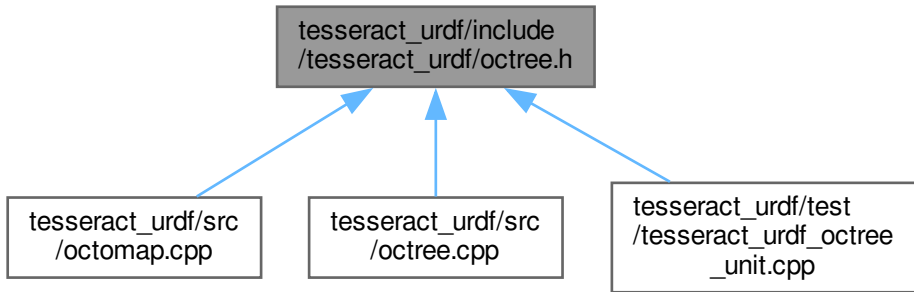 tesseract_urdf/include
/tesseract_urdf/octree.h
tesseract_urdf/src
/octomap.cpp
tesseract_urdf/src
/octree.cpp
tesseract_urdf/test
/tesseract_urdf_octree
_unit.cpp